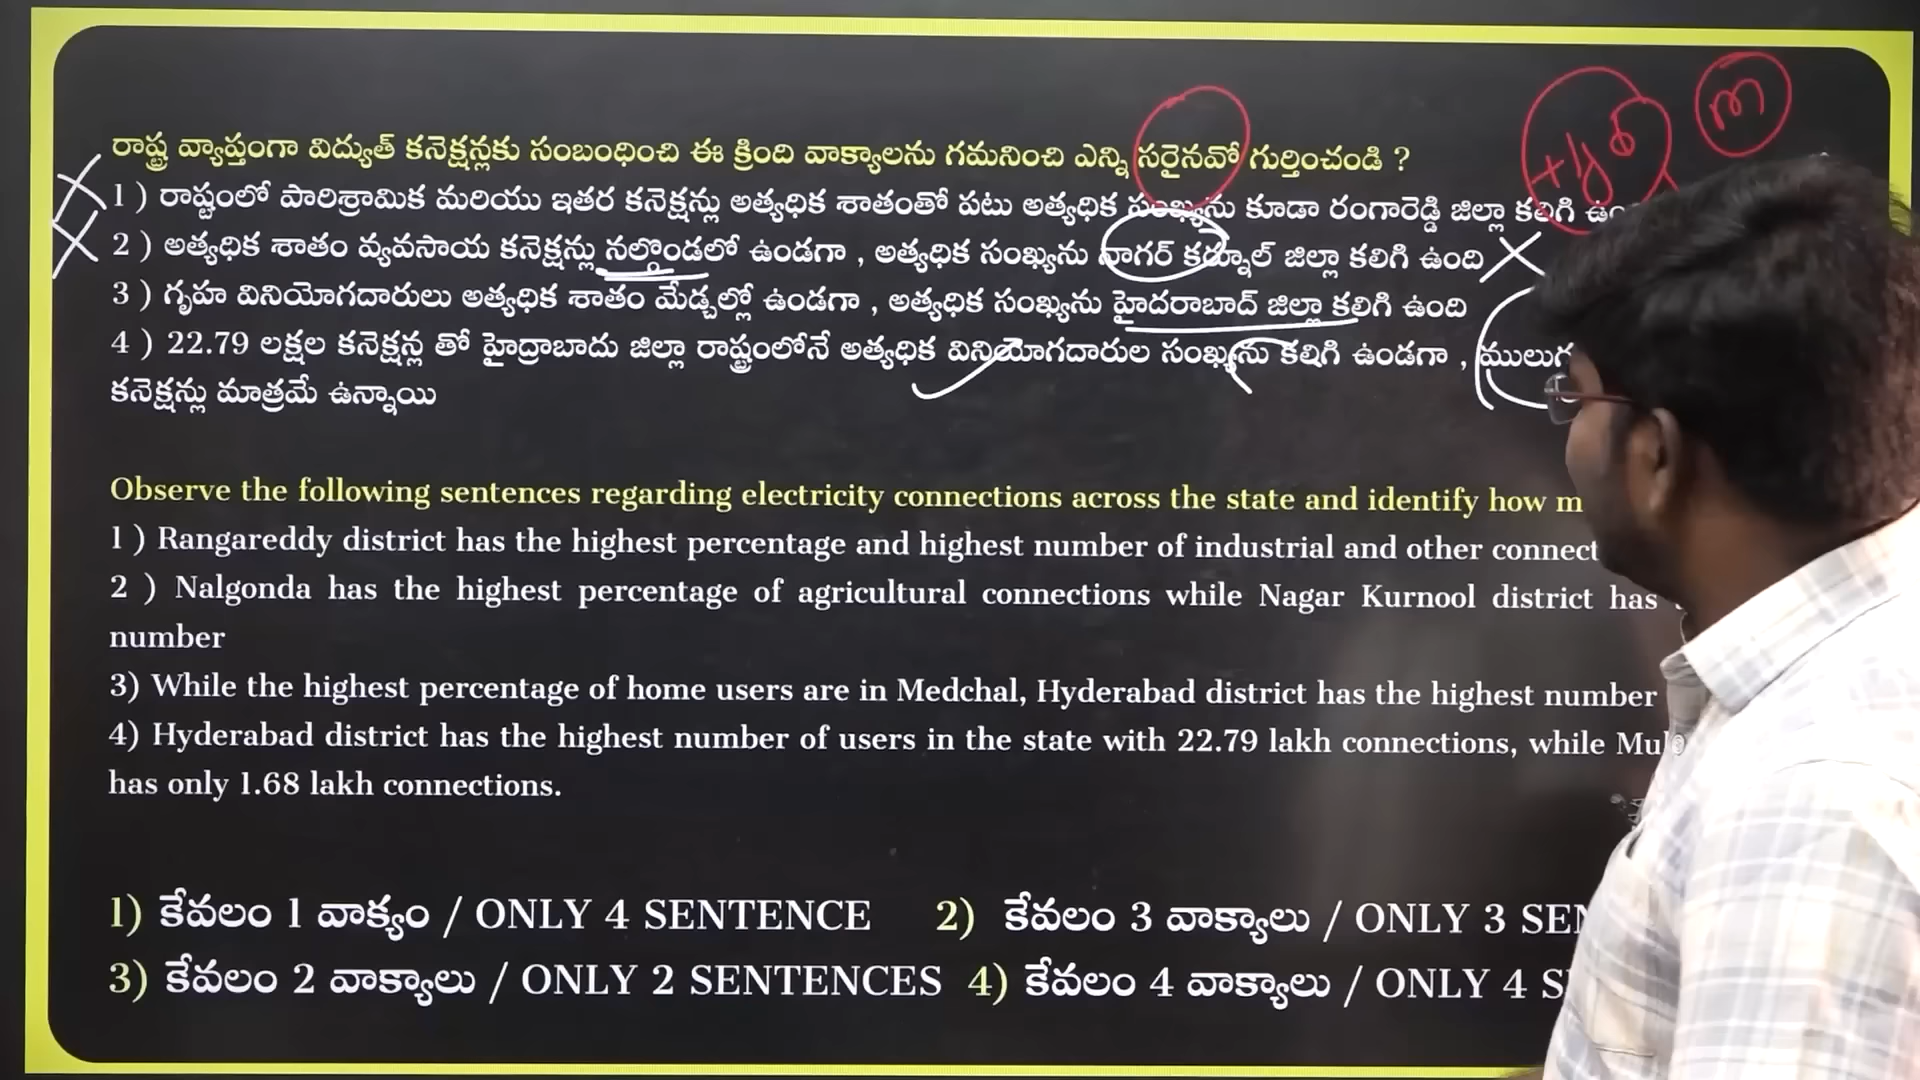 రాష్ట్ర వ్యాప్తంగా విద్యుత్ కనెక్షన్లకు సంబంధించి ఈ క్రింది వాక్యాలను గమనించి ఎన్ని సరైనవో గుర్తించండి ?
1 ) రాష్టంలో పారిశ్రామిక మరియు ఇతర కనెక్షన్లు అత్యధిక శాతంతో పటు అత్యధిక సంఖ్యను కూడా రంగారెడ్డి జిల్లా కలిగి
2 ) అత్యధిక శాతం వ్యవసాయ కనెక్షన్లు నల్గొండలో ఉండగా , అత్యధిక సంఖ్యను నాగర్ కర్నూల్ జిల్లా కలిగి ఉంది
3 ) గృహ వినియోగదారులు అత్యధిక శాతం మేడ్చల్లో ఉండగా , అత్యధిక సంఖ్యను హైదరాబాద్ జిల్లా కలిగి ఉంది
4 ) 22.79 లక్షల కనెక్షన్ల తో హైద్రాబాదు జిల్లా రాష్ట్రంలోనే అత్యధిక వినియోగదారుల సంఖ్యను కలిగి ఉండగా ,
కనెక్షన్లు మాత్రమే ఉన్నాయి
Observe the following sentences regarding electricity connections across the state and identify how
1 ) Rangareddy district has the highest percentage and highest number of industrial and other
2 ) Nalgonda has the highest percentage of agricultural connections while Nagar Kurnool district has
number
3) While the highest percentage of home users are in Medchal, Hyderabad district has the highest number
4) Hyderabad district has the highest number of users in the state with 22.79 lakh connections, while
has only 1.68 lakh connections.
1) కేవలం 1 వాక్యం / ONLY 4 SENTENCE 2) కేవలం 3 వాక్యాలు / ONLY 3
3) కేవలం 2 వాక్యాలు / ONLY 2 SENTENCES 4) కేవలం 4 వాక్యాలు / ONLY 4